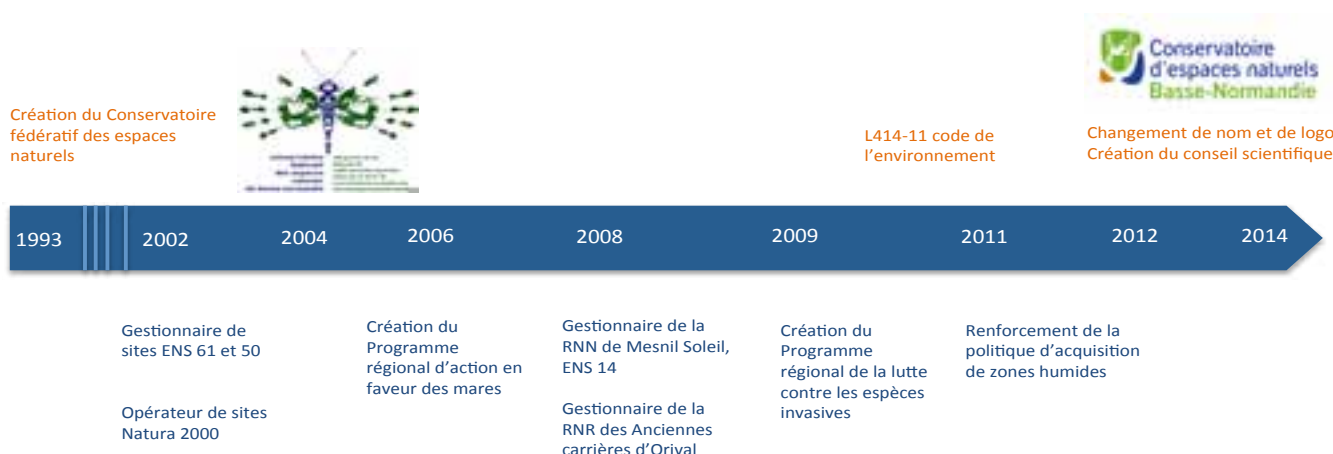 Conservatoire
d'espaces naturels
Basse-Normandie
Création du Conservatoire
fédératif des espaces
naturels
L414-11 code de
l'environnement
Changement de nom et de logo
Création du conseil scientifique
1993
2002
2004
2006
2008
2009
2011
2012
2014
Gestionnaire de
sites ENS 61 et 50
Opérateur de sites
Natura 2000
Création du
Programme
régional d'action en
faveur des mares
Gestionnaire de la
RNN de Mesnil Soleil,
ENS 14
Gestionnaire de la
RNR des Anciennes
carrières d'Orival
Création du
Programme
régional de la lutte
contre les espèces
invasives
Renforcement de la
politique d'acquisition
de zones humides